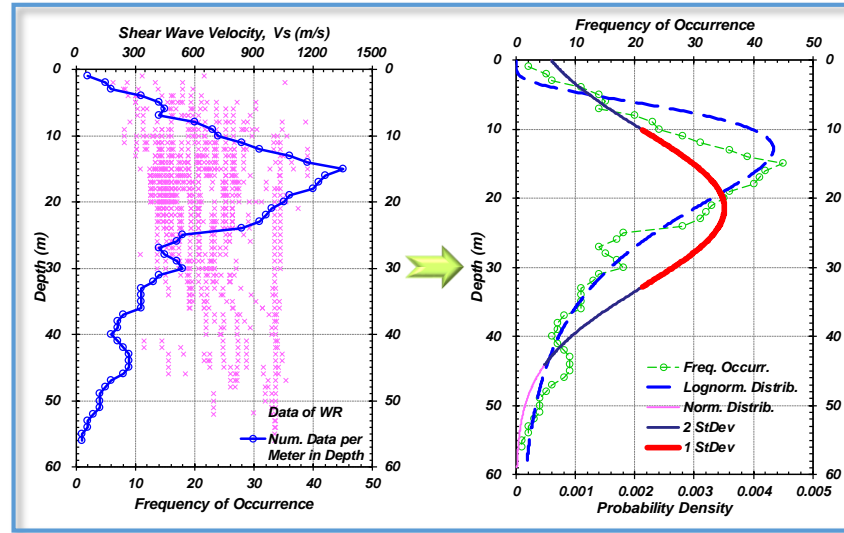 Shear Wave Velocity, Vs (m/s)
0 300 600 900 1200 1500
0 0
10 10
20 20
30 30
40 40
50 50
60 60
Depth (m)
Data of WR
Num. Data per
Meter in Depth
0 10 20 30 40 50
Frequency of Occurrence
Frequency of Occurrence
0 10 20 30 40 50
0 0
10 10
20 20
30 30
40 40
50 50
60 60
Depth (m)
Freq. Occurr.
Lognorm. Distrib.
Norm. Distrib.
2 StDev
1 StDev
0 0.001 0.002 0.003 0.004 0.005
Probability Density